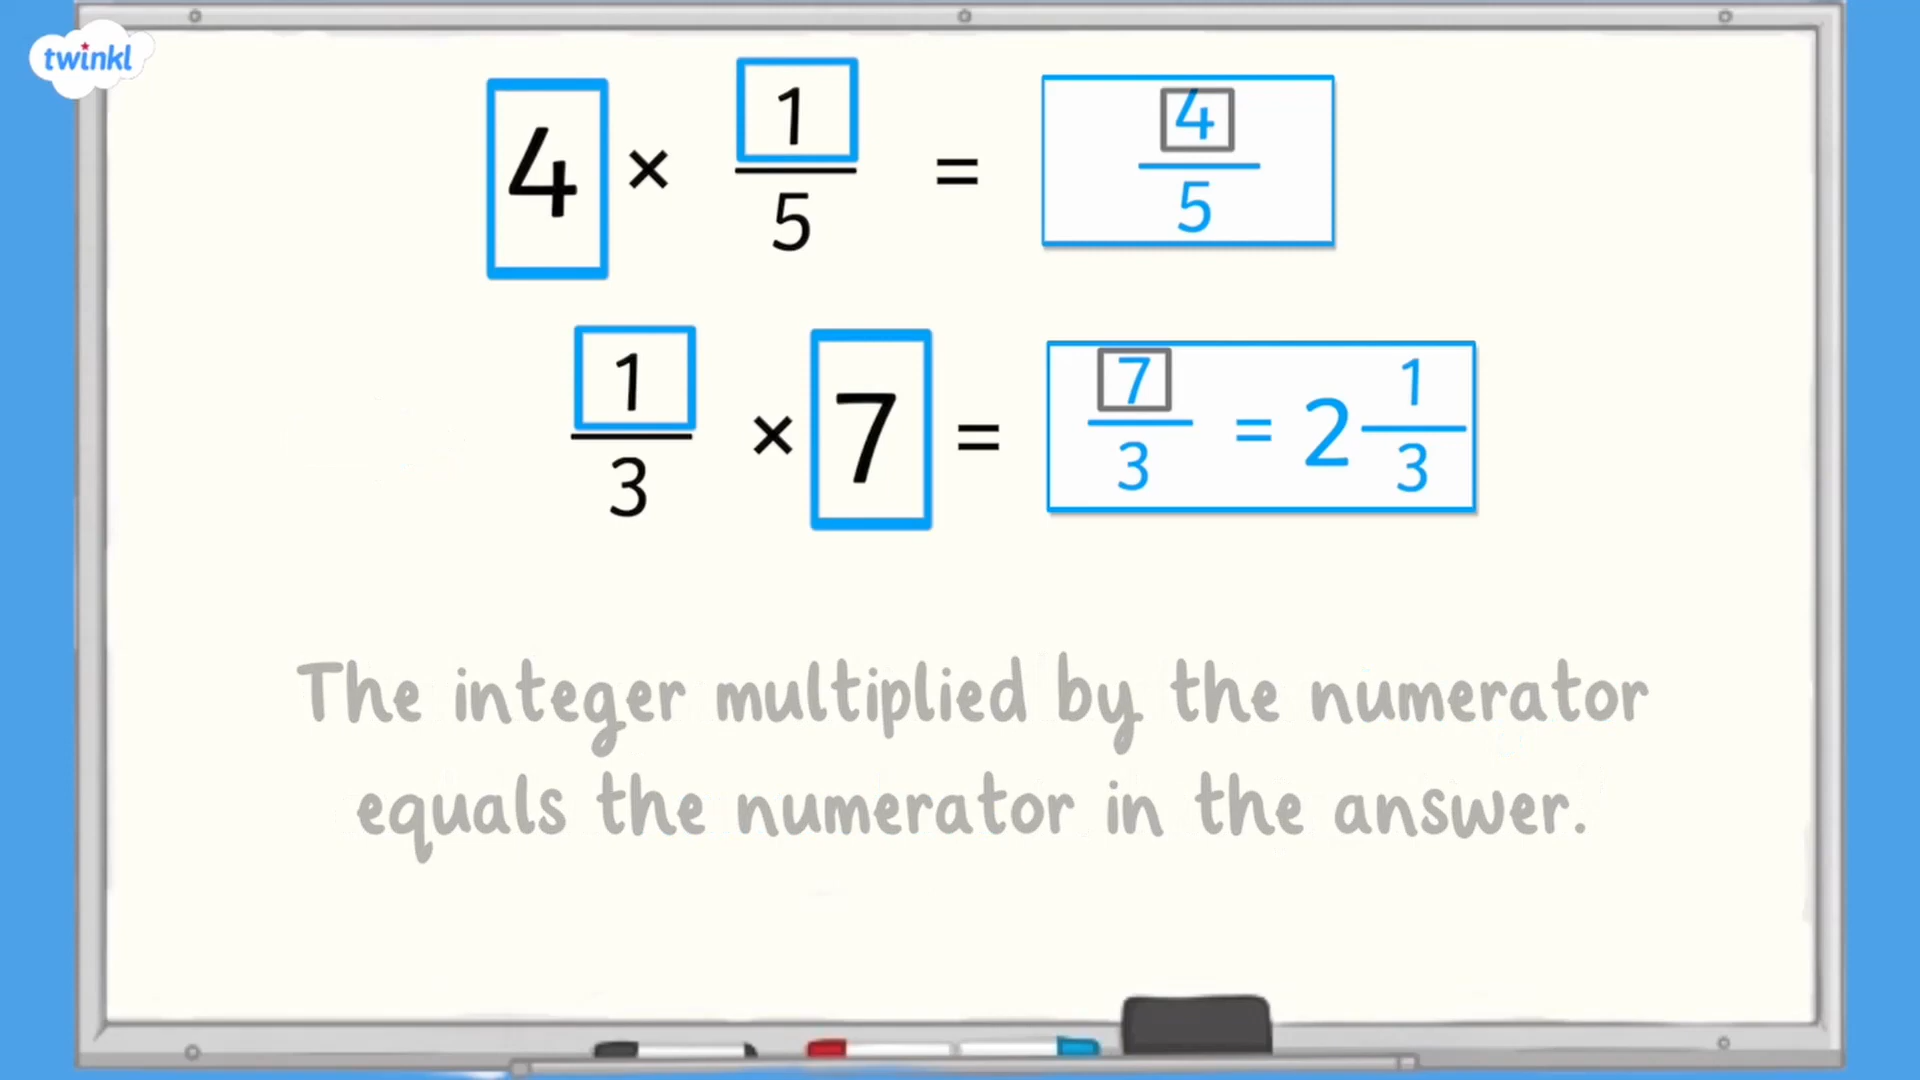 twinkl
4 × 1/5 = 4/5
1/3 × 7 = 7/3 = 2 1/3
The integer multiplied by the numerator
equals the numerator in the answer.